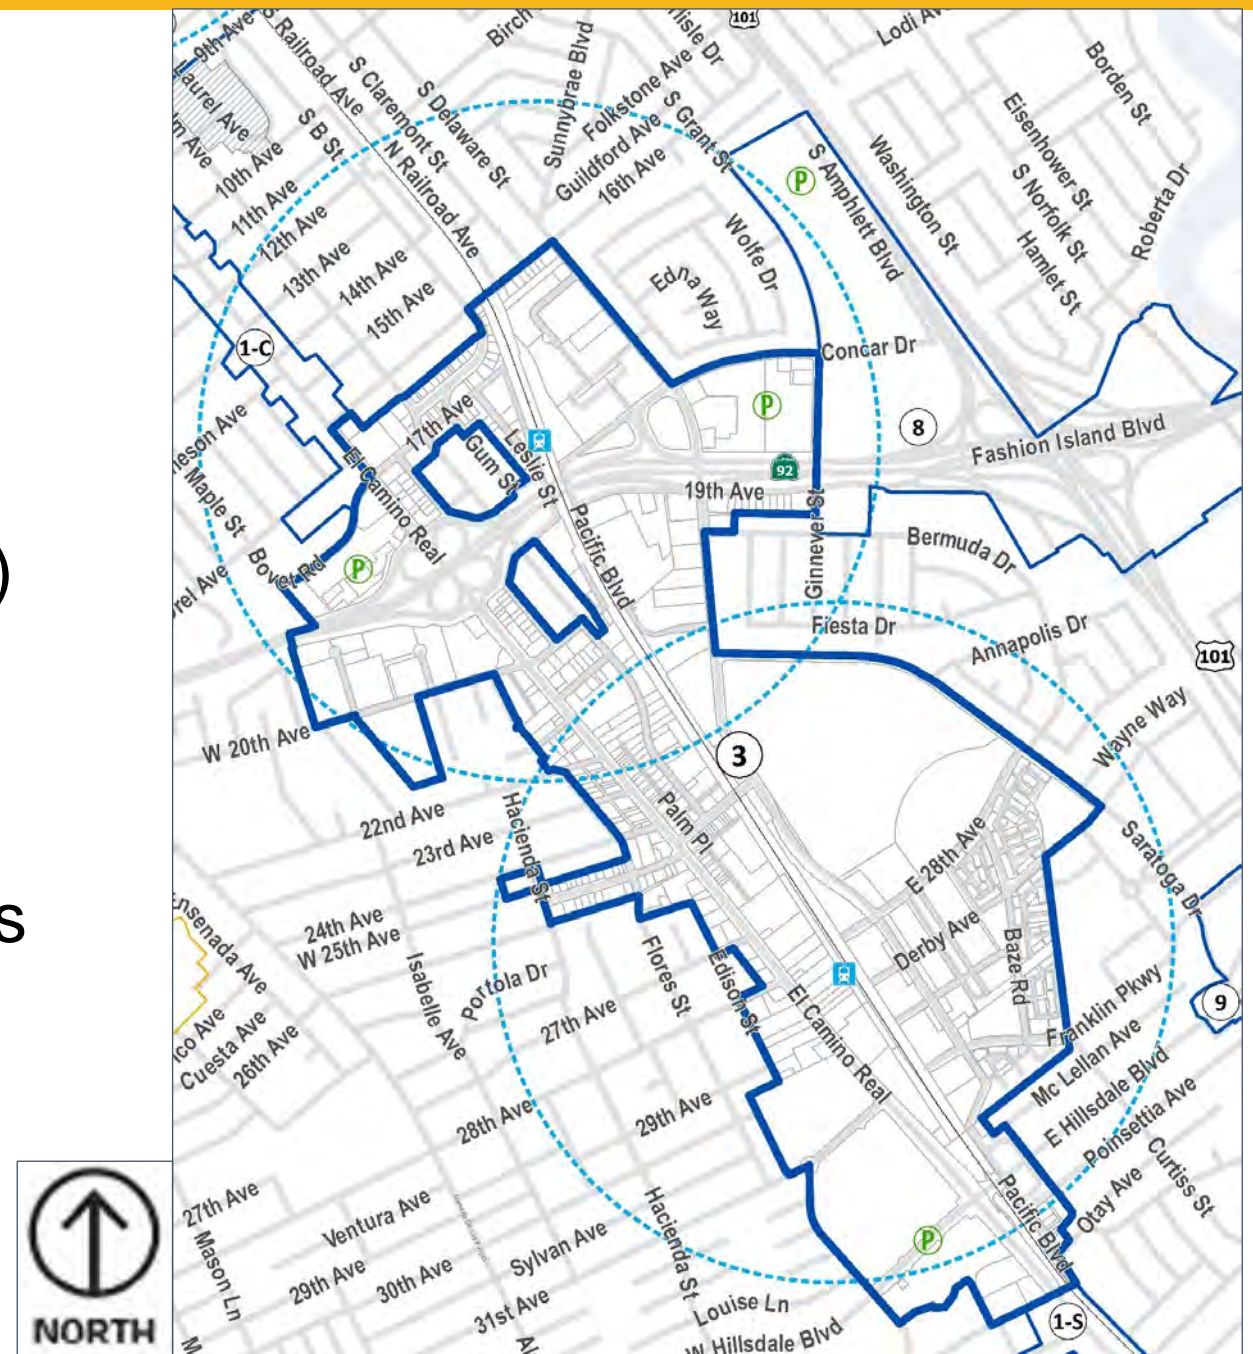 101
Birch
Lodi Av
9th Ave
S Railroad Ave
S Claremont St
S Delaware St
Sunnybrae Blvd
Folkstone Ave
Guildford Ave
16th Ave
S Grant St
Borden St
Eisenhower St
S Norfolk St
Hamlet St
Roberta Dr
Washington St
S Amphlett Blvd
P
Laurel Ave
10th Ave
11th Ave
12th Ave
13th Ave
14th Ave
15th Ave
S B St
N Railroad Ave
Wolfe Dr
Edna Way
Concar Dr
1-C
P
8
Fashion Island Blvd
92
17th Ave
Gum St
Leslie St
El Camino Real
Maple St
Bovet Rd
P
19th Ave
Ginnever St
Bermuda Dr
Pacific Blvd
Fiesta Dr
Annapolis Dr
101
Wayne Way
)
W 20th Ave
3
22nd Ave
23rd Ave
Hacienda St
Palm Pl
E 28th Ave
Saratoga Dr
s
Ensenada Ave
24th Ave
W 25th Ave
Isabelle Ave
Portola Dr
Flores St
Edison St
Derby Ave
Baze Rd
9
Cuesta Ave
26th Ave
27th Ave
El Camino Real
Franklin Pkwy
Mc Lellan Ave
E Hillsdale Blvd
Poinsettia Ave
28th Ave
29th Ave
Curtiss St
Otay Ave
Pacific Blvd
27th Ave
Mason Ln
Ventura Ave
29th Ave
30th Ave
Sylvan Ave
31st Ave
Hacienda St
Louise Ln
W Hillsdale Blvd
P
1-S
NORTH